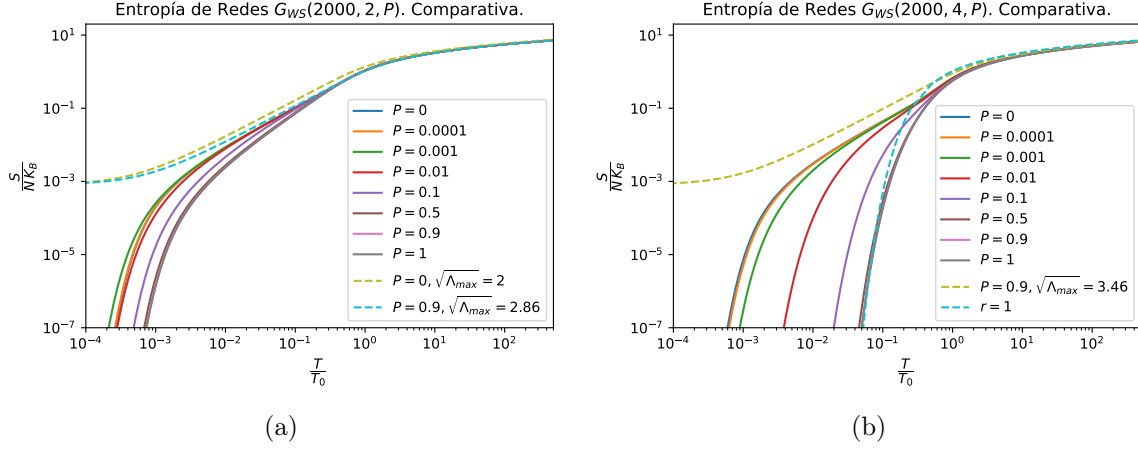 Entropía de Redes $G_{WS}(2000, 2, P)$. Comparativa.
$\frac{S}{NK_B}$
$10^1$
$10^{-1}$
$10^{-3}$
$10^{-5}$
$10^{-7}$
$P = 0$
$P = 0.0001$
$P = 0.001$
$P = 0.01$
$P = 0.1$
$P = 0.5$
$P = 0.9$
$P = 1$
$P = 0, \sqrt{\Lambda_{max}} = 2$
$P = 0.9, \sqrt{\Lambda_{max}} = 2.86$
$10^{-4}$ $10^{-3}$ $10^{-2}$ $10^{-1}$ $10^0$ $10^1$ $10^2$
$\frac{T}{T_0}$
(a)
Entropía de Redes $G_{WS}(2000, 4, P)$. Comparativa.
$\frac{S}{NK_B}$
$10^1$
$10^{-1}$
$10^{-3}$
$10^{-5}$
$10^{-7}$
$P = 0$
$P = 0.0001$
$P = 0.001$
$P = 0.01$
$P = 0.1$
$P = 0.5$
$P = 0.9$
$P = 1$
$P = 0.9, \sqrt{\Lambda_{max}} = 3.46$
$r = 1$
$10^{-4}$ $10^{-3}$ $10^{-2}$ $10^{-1}$ $10^0$ $10^1$ $10^2$
$\frac{T}{T_0}$
(b)